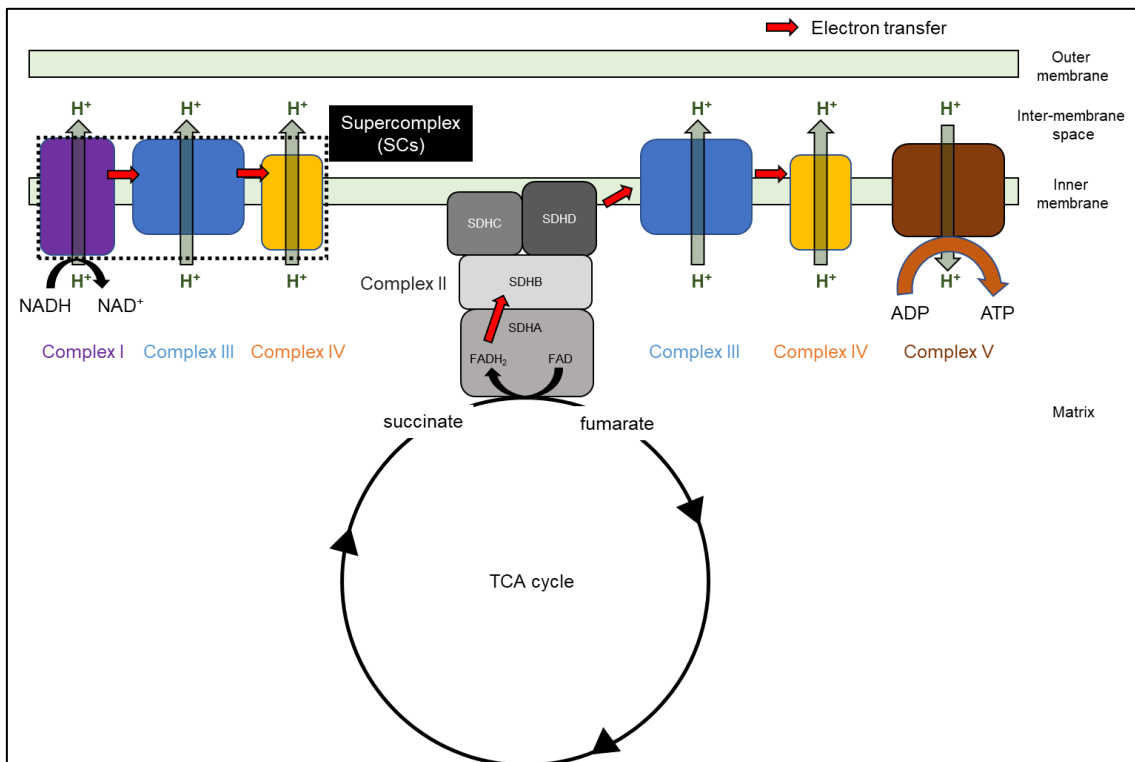 Electron transfer
Outer
membrane
H⁺ H⁺ H⁺ H⁺ H⁺ H⁺
Supercomplex
(SCs)
Inter-membrane
space
Inner
membrane
SDHC
SDHD
Complex II
SDHB
H⁺ H⁺ H⁺ H⁺ H⁺ H⁺
NADH NAD⁺
ADP ATP
SDHA
Complex I Complex III Complex IV
FADH₂ FAD
Complex III Complex IV Complex V
succinate fumarate
Matrix
TCA cycle